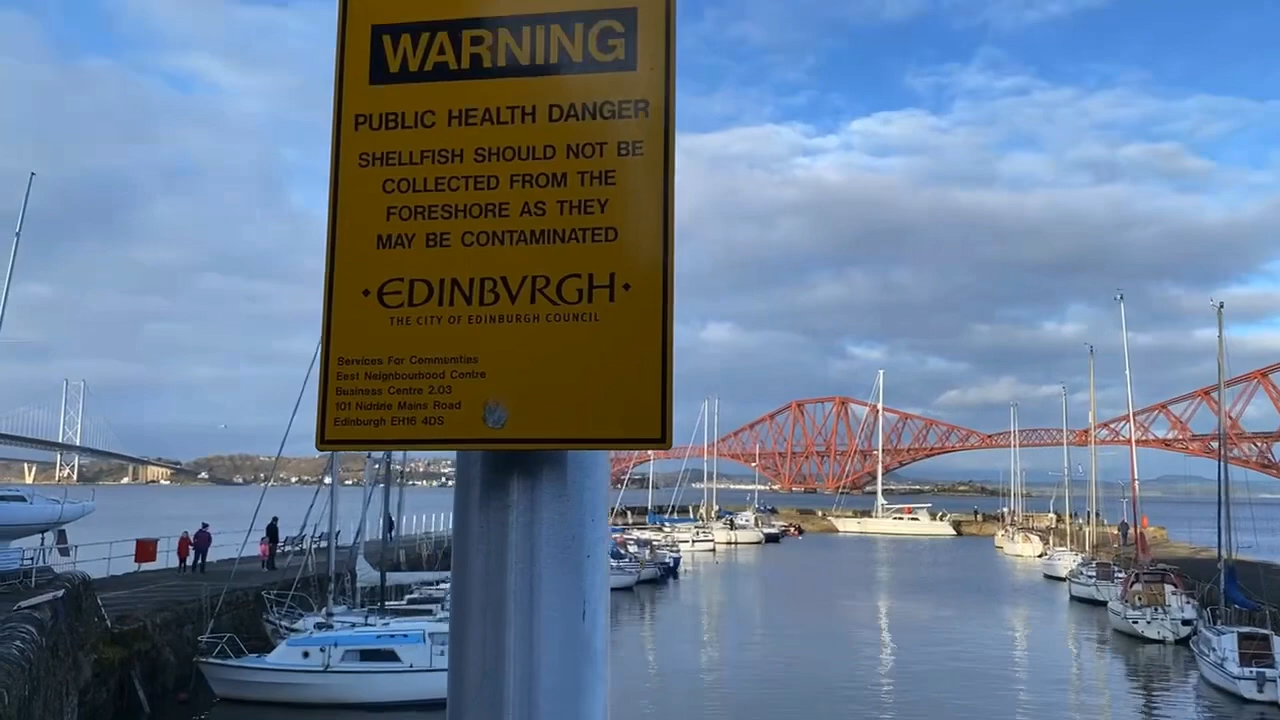 WARNING
PUBLIC HEALTH DANGER
SHELLFISH SHOULD NOT BE
COLLECTED FROM THE
FORESHORE AS THEY
MAY BE CONTAMINATED
·EDINBVRGH·
THE CITY OF EDINBURGH COUNCIL
Services For Communities
East Neighbourhood Centre
Business Centre 2.03
101 Niddrie Mains Road
Edinburgh EH16 4DS